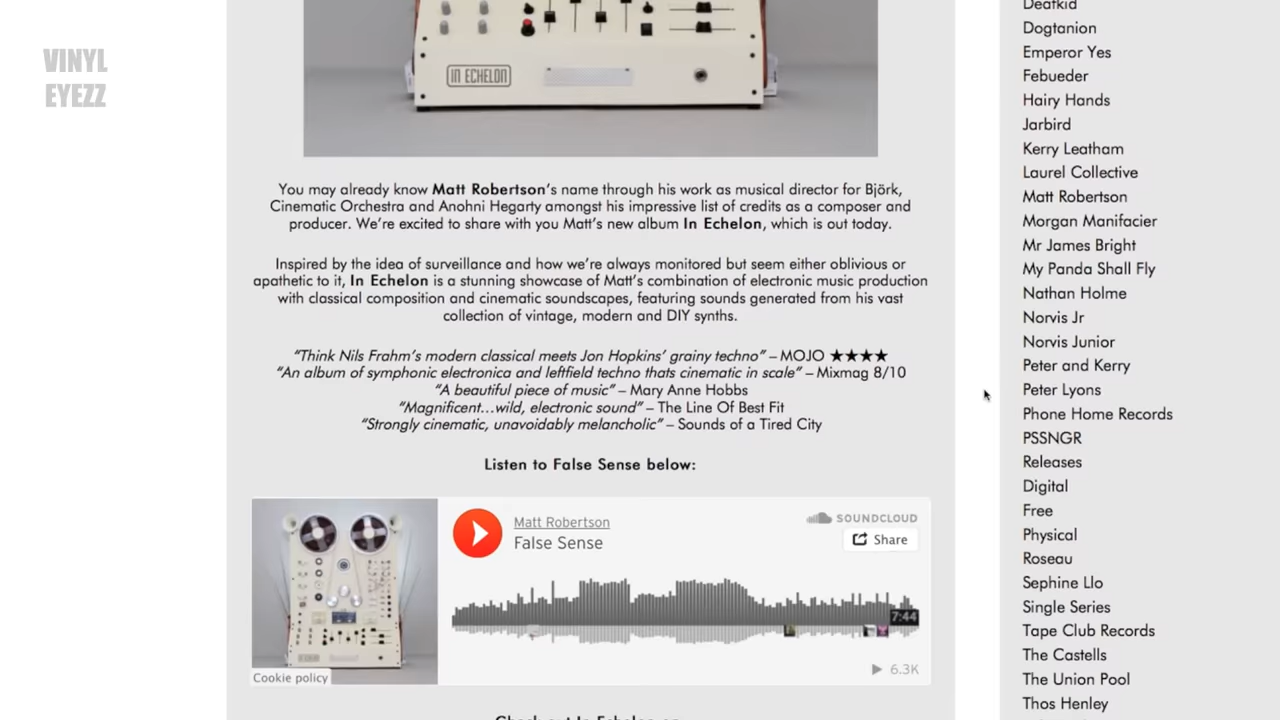 VINYL
EYEZZ
IN ECHELON
You may already know Matt Robertson's name through his work as musical director for Björk,
Cinematic Orchestra and Anohni Hegarty amongst his impressive list of credits as a composer and
producer. We're excited to share with you Matt's new album In Echelon, which is out today.
Inspired by the idea of surveillance and how we're always monitored but seem either oblivious or
apathetic to it, In Echelon is a stunning showcase of Matt's combination of electronic music production
with classical composition and cinematic soundscapes, featuring sounds generated from his vast
collection of vintage, modern and DIY synths.
"Think Nils Frahm's modern classical meets Jon Hopkins' grainy techno" – MOJO ★★★★
"An album of symphonic electronica and leftfield techno thats cinematic in scale" – Mixmag 8/10
"A beautiful piece of music" – Mary Anne Hobbs
"Magnificent...wild, electronic sound" – The Line Of Best Fit
"Strongly cinematic, unavoidably melancholic" – Sounds of a Tired City
Listen to False Sense below:
Matt Robertson
False Sense
SOUNDCLOUD
Share
7:44
6.3K
Cookie policy
Check out In Echelon on
Deafkid
Dogtanion
Emperor Yes
Febueder
Hairy Hands
Jarbird
Kerry Leatham
Laurel Collective
Matt Robertson
Morgan Manifacier
Mr James Bright
My Panda Shall Fly
Nathan Holme
Norvis Jr
Norvis Junior
Peter and Kerry
Peter Lyons
Phone Home Records
PSSNGR
Releases
Digital
Free
Physical
Roseau
Sephine Llo
Single Series
Tape Club Records
The Castells
The Union Pool
Thos Henley